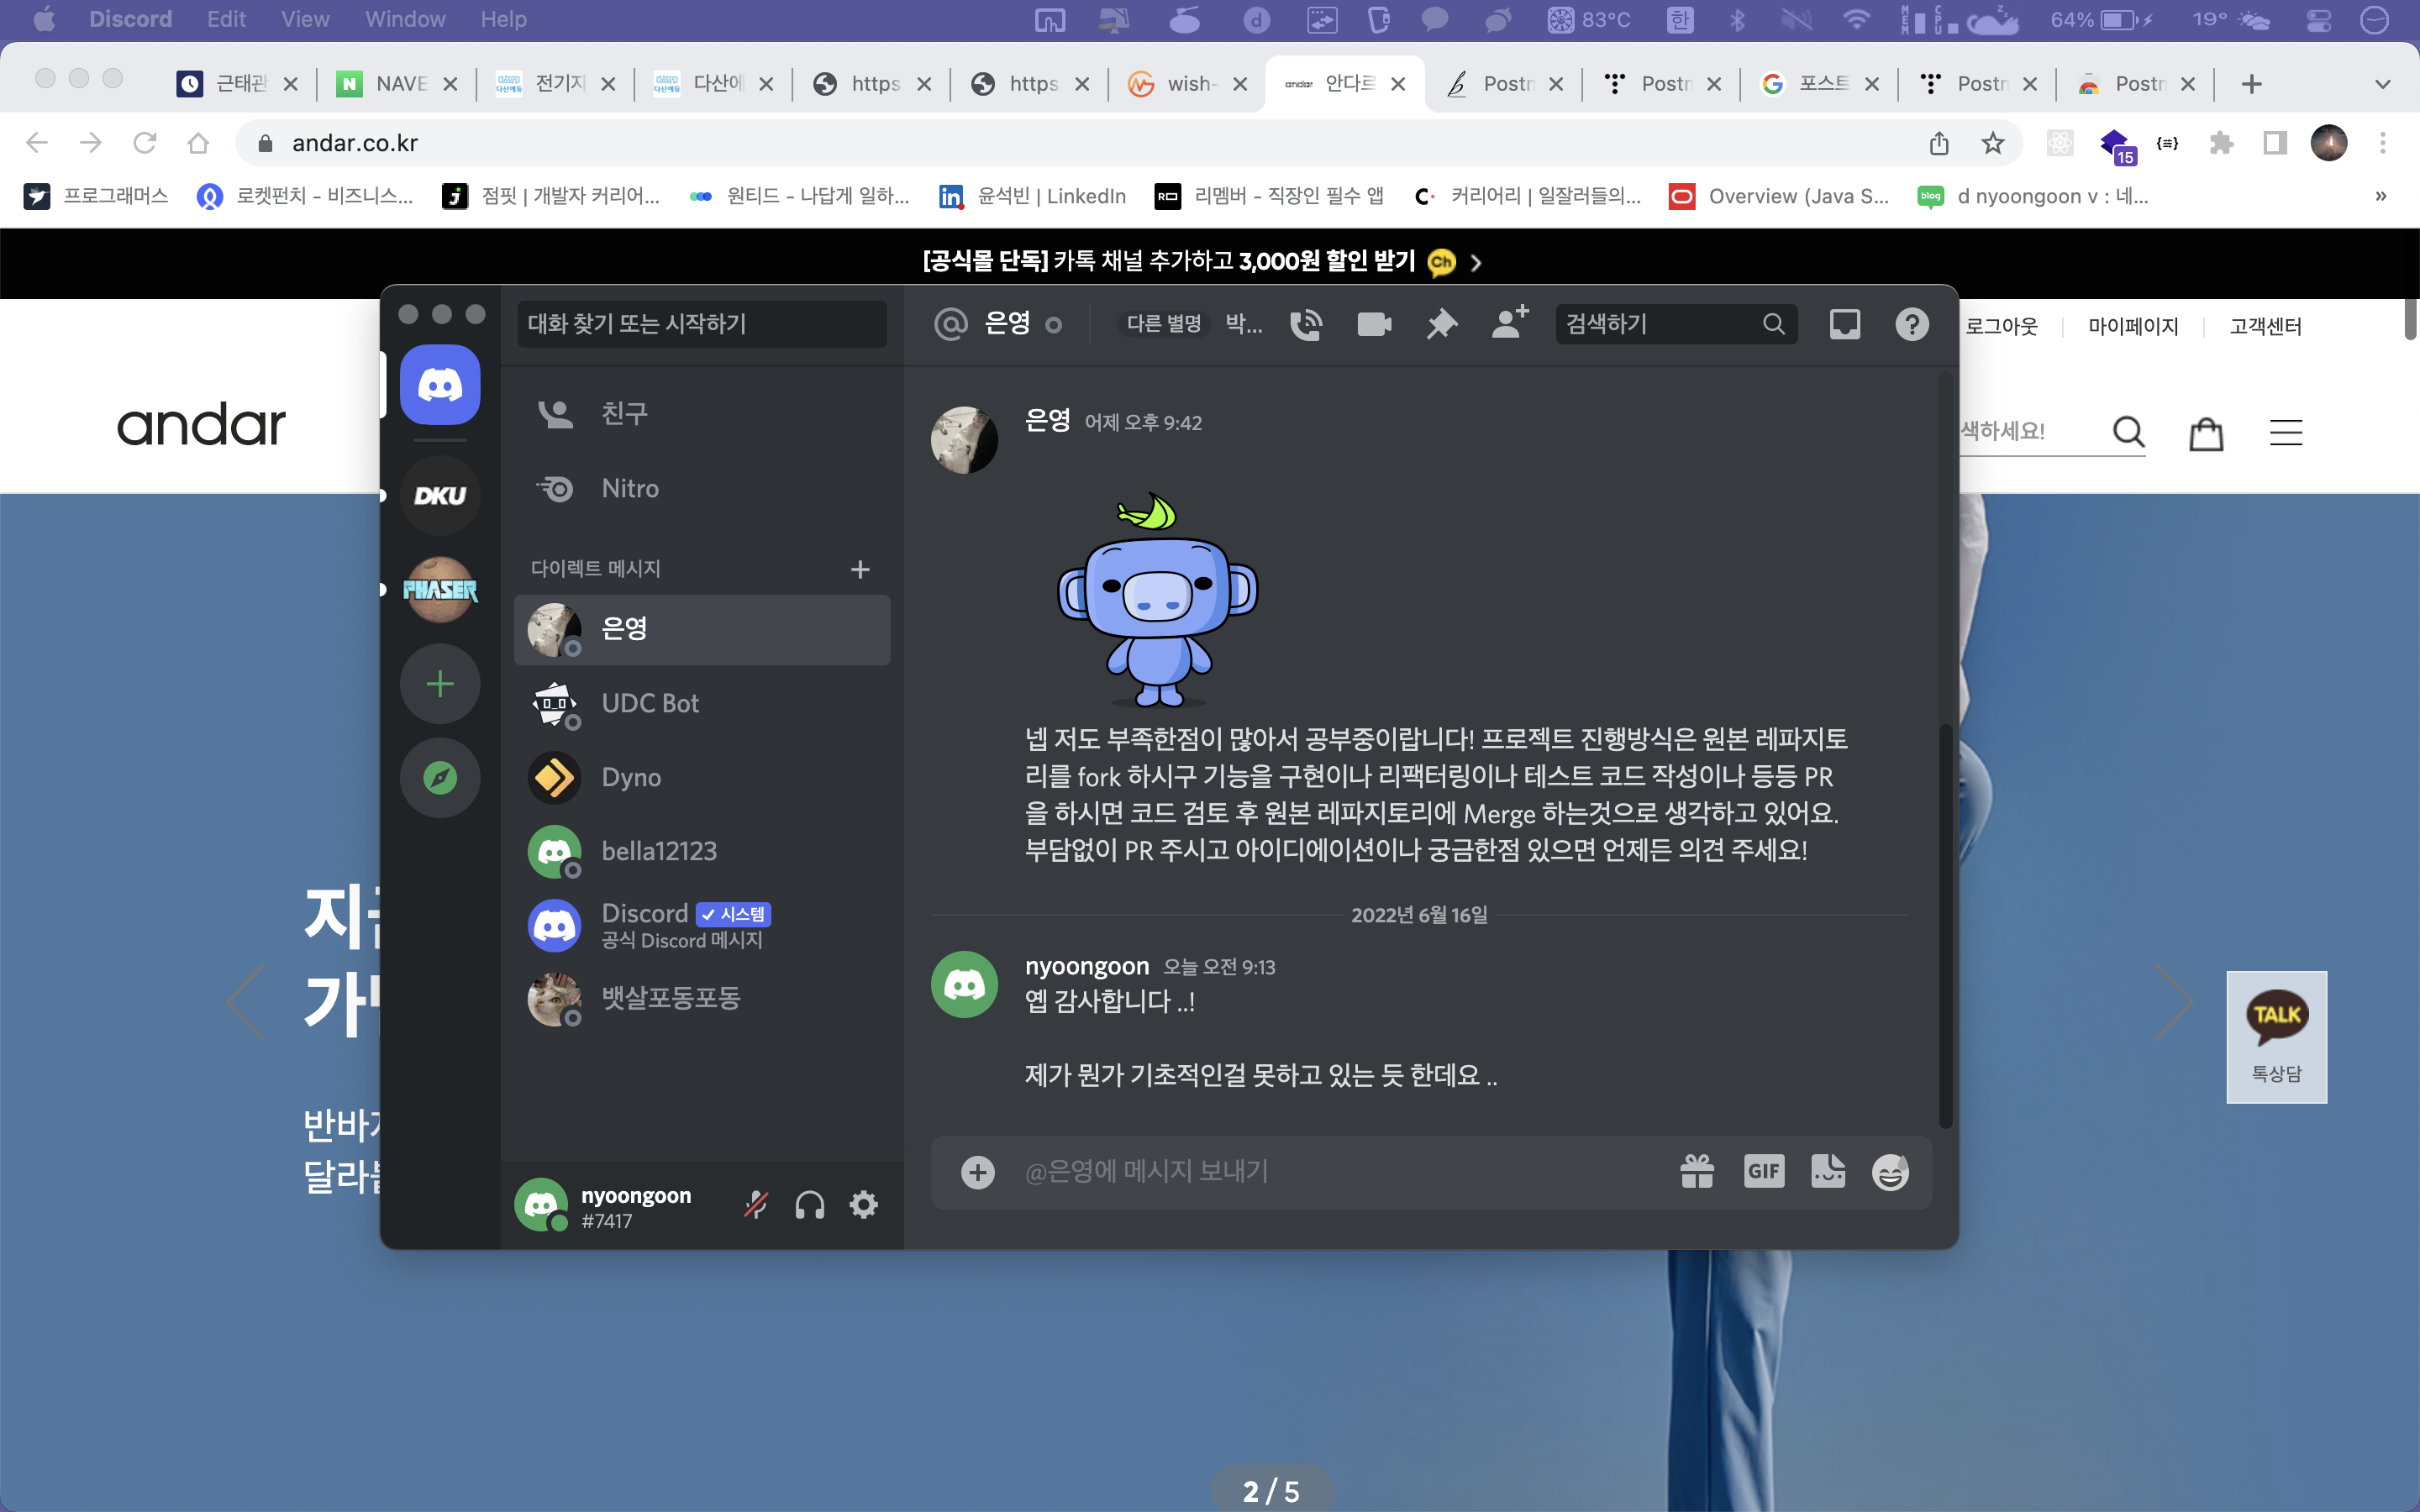 Discord Edit View Window Help 83°C 한 MEM CPU 64% 19°
근태관 NAVE 전기자 다산에 https https wish- 안다르 Postn Postn 포스트 Postn Postn
andar.co.kr 15
프로그래머스 로켓펀치 - 비즈니스... 점핏 | 개발자 커리어... 원티드 - 나답게 일하... 윤석빈 | LinkedIn 리멤버 - 직장인 필수 앱 커리어리 | 일잘러들의... Overview (Java S... blog d nyoongoon v : 네... »
[공식몰 단독] 카톡 채널 추가하고 3,000원 할인 받기 Ch
로그아웃 마이페이지 고객센터
andar
색하세요!
대화 찾기 또는 시작하기
친구
Nitro
다이렉트 메시지
DKU
PHASER
은영
UDC Bot
Dyno
bella12123
Discord 시스템
공식 Discord 메시지
뱃살포동포동
nyoongoon
#7417
은영 다른 별명 박... 검색하기
은영 어제 오후 9:42
넵 저도 부족한점이 많아서 공부중이랍니다! 프로젝트 진행방식은 원본 레파지토
리를 fork 하시구 기능을 구현이나 리팩터링이나 테스트 코드 작성이나 등등 PR
을 하시면 코드 검토 후 원본 레파지토리에 Merge 하는것으로 생각하고 있어요.
부담없이 PR 주시고 아이디에이션이나 궁금한점 있으면 언제든 의견 주세요!
2022년 6월 16일
nyoongoon 오늘 오전 9:13
옙 감사합니다 ..!
제가 뭔가 기초적인걸 못하고 있는 듯 한데요 ..
@은영에 메시지 보내기
GIF
TALK
톡상담
2 / 5